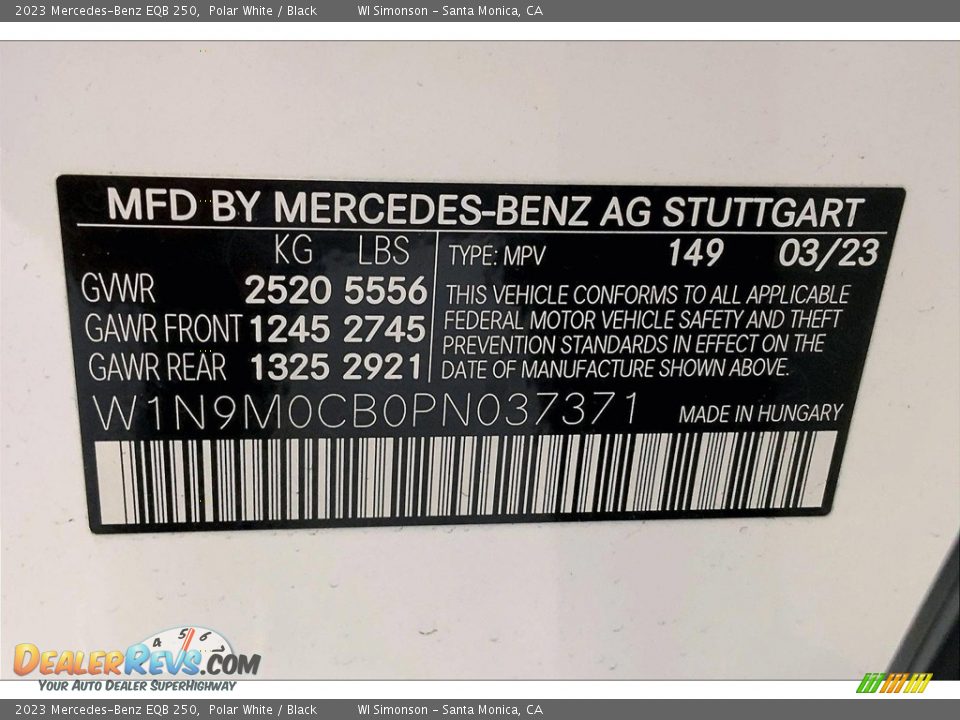 2023 Mercedes-Benz EQB 250, Polar White / Black WI Simonson - Santa Monica, CA
MFD BY MERCEDES-BENZ AG STUTTGART
KG LBS
GVWR 2520 5556
GAWR FRONT 1245 2745
GAWR REAR 1325 2921
TYPE: MPV 149 03/23
THIS VEHICLE CONFORMS TO ALL APPLICABLE
FEDERAL MOTOR VEHICLE SAFETY AND THEFT
PREVENTION STANDARDS IN EFFECT ON THE
DATE OF MANUFACTURE SHOWN ABOVE.
W1N9M0CB0PN037371 MADE IN HUNGARY
4 5 6 7
DEALERREVS.COM
YOUR AUTO DEALER SUPERHIGHWAY
2023 Mercedes-Benz EQB 250, Polar White / Black WI Simonson - Santa Monica, CA